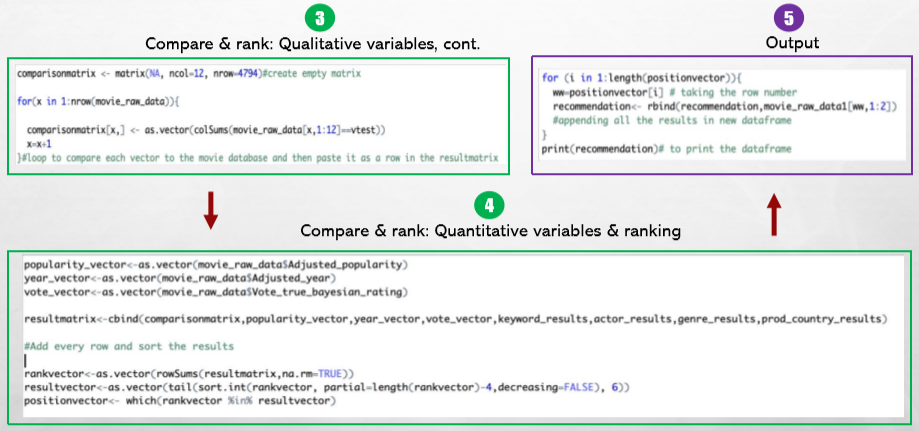 3
Compare & rank: Qualitative variables, cont.
comparisonmatrix <- matrix(NA, ncol=12, nrow=4794)#create empty matrix
for(x in 1:nrow(movie_raw_data)){
comparisonmatrix[x,] <- as.vector(colSums(movie_raw_data[x,1:12]==vtest))
x=x+1
}#loop to compare each vector to the movie database and then paste it as a row in the resultmatrix
5
Output
for (i in 1:length(positionvector)){
ww=positionvector[i] # taking the row number
recommendation<- rbind(recommendation,movie_raw_data1[ww,1:2])
#appending all the results in new dataframe
}
print(recommendation)# to print the dataframe
4
Compare & rank: Quantitative variables & ranking
popularity_vector<-as.vector(movie_raw_data$Adjusted_popularity)
year_vector<-as.vector(movie_raw_data$Adjusted_year)
vote_vector<-as.vector(movie_raw_data$Vote_true_bayesian_rating)
resultmatrix<-cbind(comparisonmatrix,popularity_vector,year_vector,vote_vector,keyword_results,actor_results,genre_results,prod_country_results)
#Add every row and sort the results
rankvector<-as.vector(rowSums(resultmatrix,na.rm=TRUE))
resultvector<-as.vector(tail(sort.int(rankvector, partial=length(rankvector)-4,decreasing=FALSE), 6))
positionvector<- which(rankvector %in% resultvector)